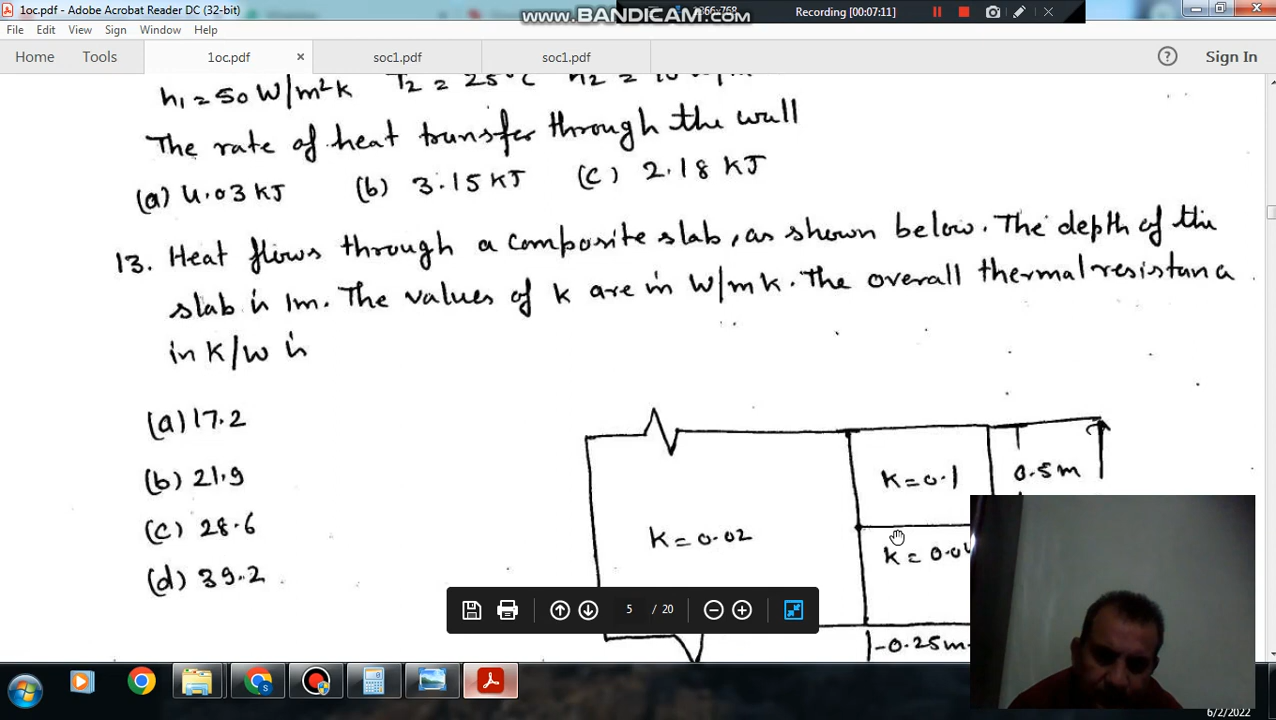 1oc.pdf - Adobe Acrobat Reader DC (32-bit)
www.BANDICAM.com
Recording [00:07:11]
File Edit View Sign Window Help
Home Tools 1oc.pdf × soc1.pdf soc1.pdf Sign In
h1 = 50 W/m²k T2 = 25°C h2 =
The rate of heat transfer through the wall
(a) 4.03 KJ (b) 3.15 KJ (c) 2.18 KJ
13. Heat flows through a composite slab, as shown below. The depth of the
slab is 1m. The values of k are in W/mk. The overall thermal resistance
in K/W is
(a) 17.2
(b) 21.9
(c) 28.6
(d) 39.2
K = 0.1
0.5m
K = 0.02
K = 0.04
5 / 20
0.25m
6/2/2022